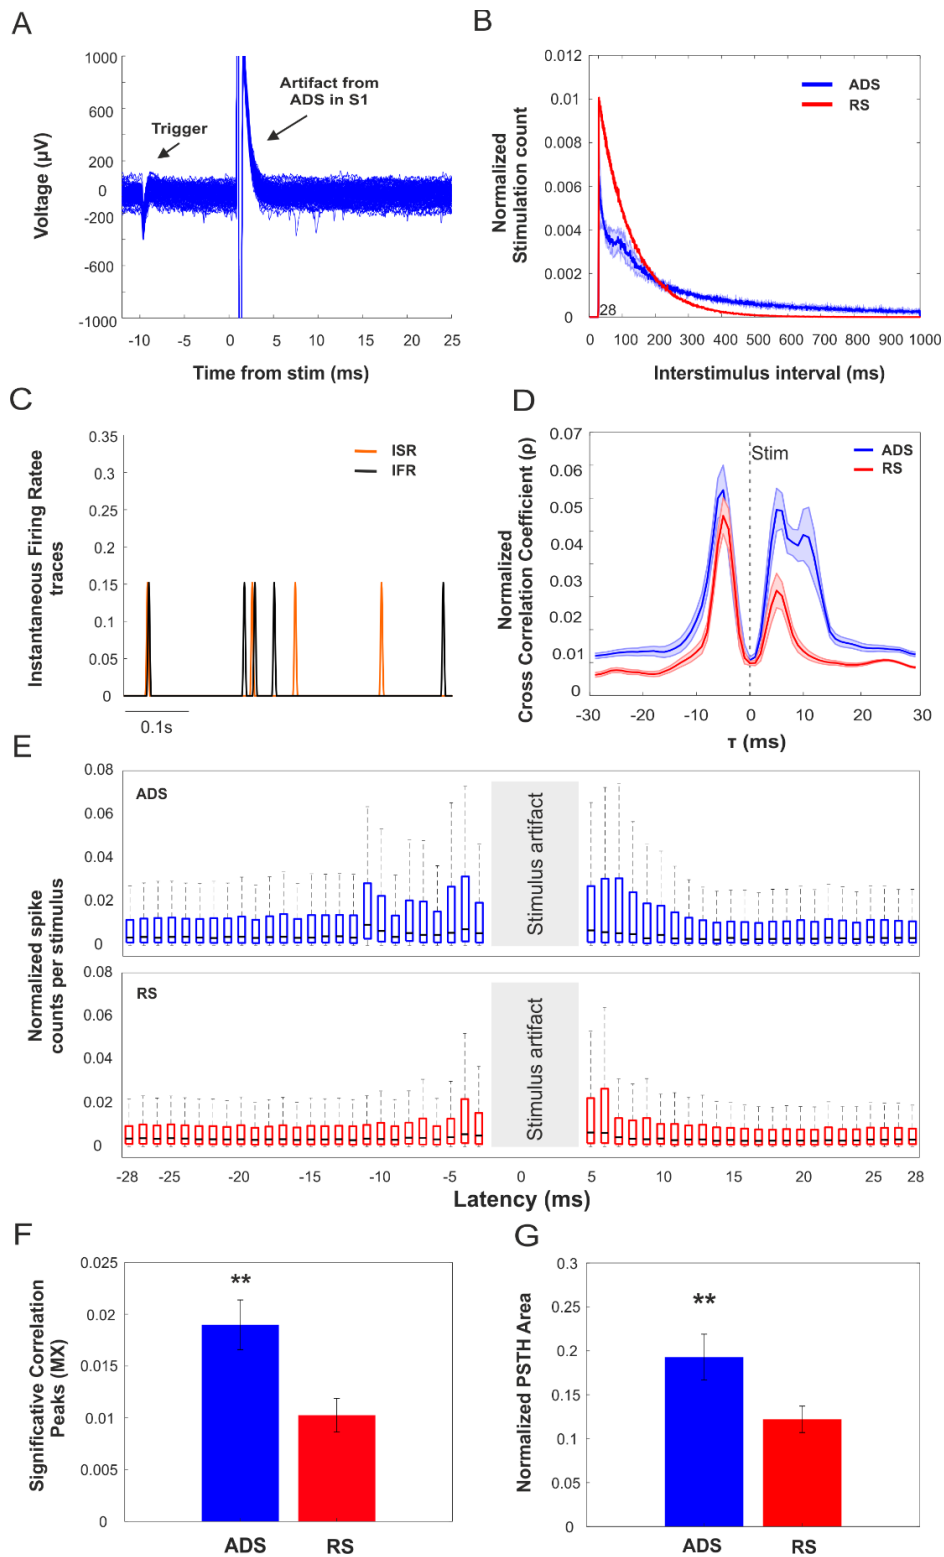 A
1000
600
200
0
-200
-600
-1000
Voltage (µV)
Trigger
Artifact from
ADS in S1
-10
-5
0
5
10
15
20
25
Time from stim (ms)
B
0.012
0.01
0.008
0.006
0.004
0.002
0
Normalized
Stimulation count
ADS
RS
28
0
100
200
300
400
500
600
700
800
900
1000
Interstimulus interval (ms)
C
0.35
0.3
0.25
0.2
0.15
0.1
0.05
0
Instantaneous Firing Ratee
traces
ISR
IFR
0.1s
D
0.07
0.06
0.05
0.04
0.03
0.02
0.01
0
Normalized
Cross Correlation Coefficient (ρ)
Stim
ADS
RS
-30
-20
-10
0
10
20
30
τ (ms)
E
Normalized spike
counts per stimulus
0.08
0.06
0.04
0.02
0
ADS
Stimulus artifact
0.08
0.06
0.04
0.02
0
RS
Stimulus artifact
-28
-25
-20
-15
-10
-5
0
5
10
15
20
25
28
Latency (ms)
F
0.025
0.02
0.015
0.01
0.005
0
Significative Correlation
Peaks (MX)
**
ADS
RS
G
0.3
0.25
0.2
0.15
0.1
0.05
0
Normalized PSTH Area
**
ADS
RS